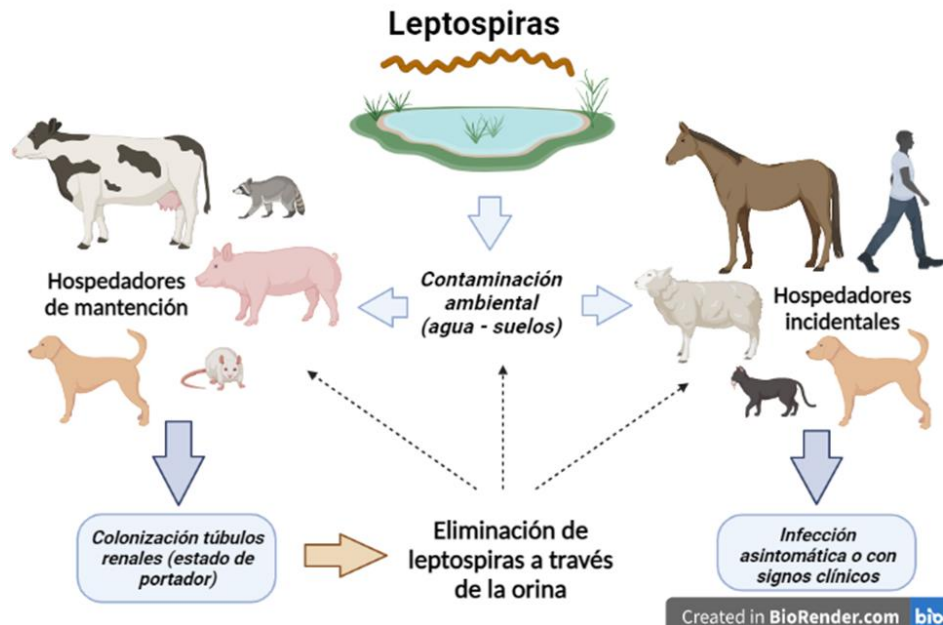 Leptospiras
Hospedadores
de mantención
Contaminación
ambiental
(agua - suelos)
Hospedadores
incidentales
Colonización túbulos
renales (estado de
portador)
Eliminación de
leptospiras a través
de la orina
Infección
asintomática o con
signos clínicos
Created in BioRender.com bio